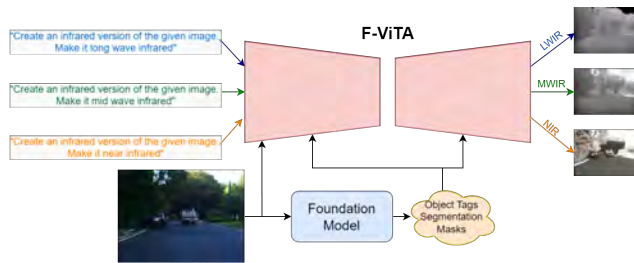 F-ViTA
"Create an infrared version of the given image.
Make it long wave infrared"
"Create an infrared version of the given image.
Make it mid wave infrared"
"Create an infrared version of the given image.
Make it near infrared"
LWIR
MWIR
NIR
Foundation
Model
Object Tags
Segmentation
Masks